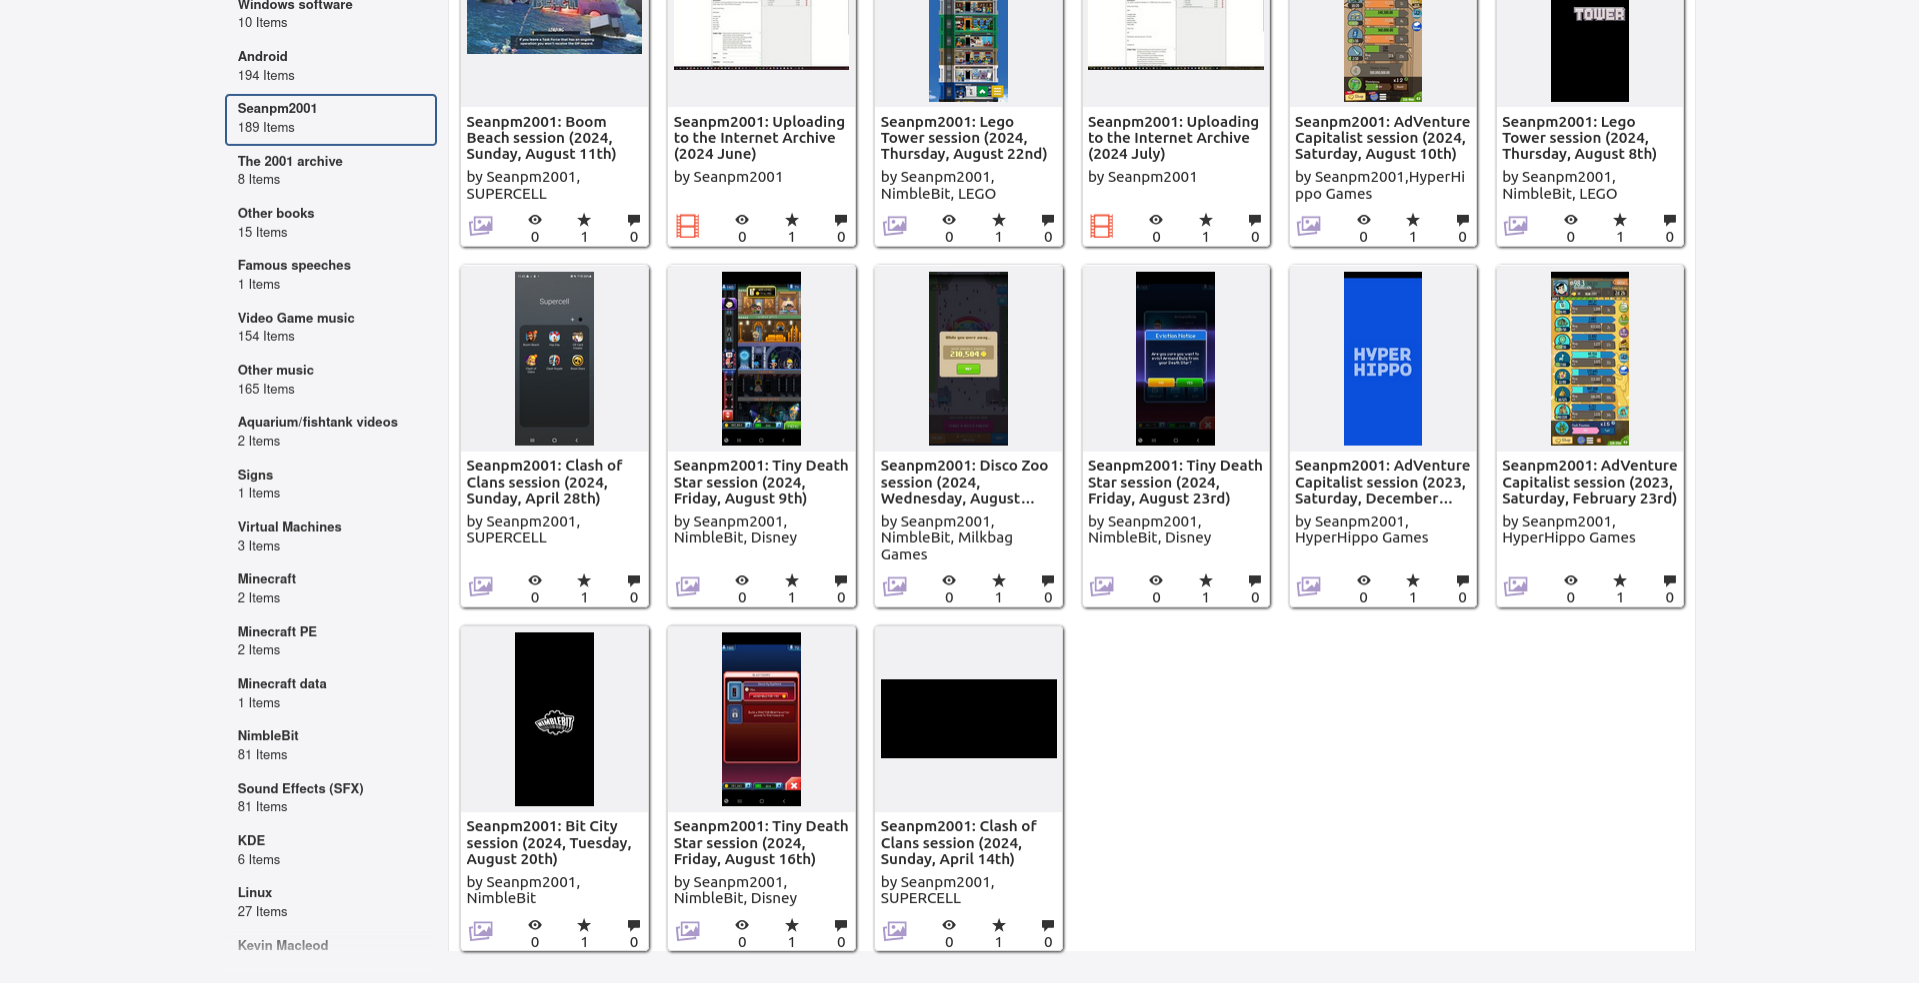 Windows software
10 Items
Android
194 Items
Seanpm2001
189 Items
The 2001 archive
8 Items
Other books
15 Items
Famous speeches
1 Items
Video Game music
154 Items
Other music
165 Items
Aquarium/fishtank videos
2 Items
Signs
1 Items
Virtual Machines
3 Items
Minecraft
2 Items
Minecraft PE
2 Items
Minecraft data
1 Items
NimbleBit
81 Items
Sound Effects (SFX)
81 Items
KDE
6 Items
Linux
27 Items
Kevin Macleod
Seanpm2001: Boom
Beach session (2024,
Sunday, August 11th)
by Seanpm2001,
SUPERCELL
0 1 0
Seanpm2001: Uploading
to the Internet Archive
(2024 June)
by Seanpm2001
0 1 0
Seanpm2001: Lego
Tower session (2024,
Thursday, August 22nd)
by Seanpm2001,
NimbleBit, LEGO
0 1 0
Seanpm2001: Uploading
to the Internet Archive
(2024 July)
by Seanpm2001
0 1 0
Seanpm2001: AdVenture
Capitalist session (2024,
Saturday, August 10th)
by Seanpm2001,HyperHi
ppo Games
0 1 0
TOWER
Seanpm2001: Lego
Tower session (2024,
Thursday, August 8th)
by Seanpm2001,
NimbleBit, LEGO
0 1 0
Supercell
Seanpm2001: Clash of
Clans session (2024,
Sunday, April 28th)
by Seanpm2001,
SUPERCELL
0 1 0
Seanpm2001: Tiny Death
Star session (2024,
Friday, August 9th)
by Seanpm2001,
NimbleBit, Disney
0 1 0
While you were away...
210,504
Seanpm2001: Disco Zoo
session (2024,
Wednesday, August...
by Seanpm2001,
NimbleBit, Milkbag
Games
0 1 0
Eviction Notice
Are you sure you want to
Seanpm2001: Tiny Death
Star session (2024,
Friday, August 23rd)
by Seanpm2001,
NimbleBit, Disney
0 1 0
HYPER
HIPPO
Seanpm2001: AdVenture
Capitalist session (2023,
Saturday, December...
by Seanpm2001,
HyperHippo Games
0 1 0
Seanpm2001: AdVenture
Capitalist session (2023,
Saturday, February 23rd)
by Seanpm2001,
HyperHippo Games
0 1 0
NIMBLEBIT
Seanpm2001: Bit City
session (2024, Tuesday,
August 20th)
by Seanpm2001,
NimbleBit
0 1 0
Seanpm2001: Tiny Death
Star session (2024,
Friday, August 16th)
by Seanpm2001,
NimbleBit, Disney
0 1 0
Seanpm2001: Clash of
Clans session (2024,
Sunday, April 14th)
by Seanpm2001,
SUPERCELL
0 1 0